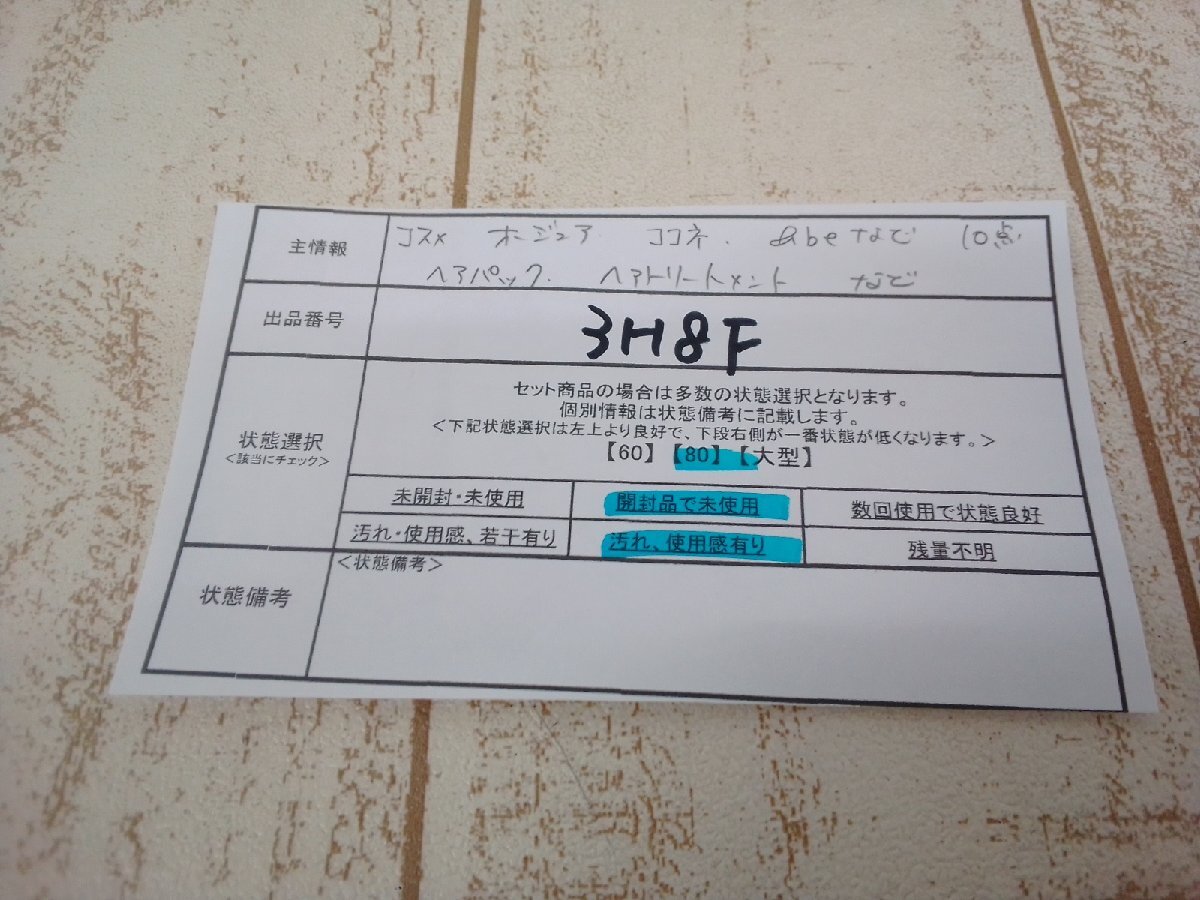 主情報
コスメ オージュア. ココネ. &be など 10点
ヘアパック. ヘアトリートメント など
出品番号
3H8F
状態選択
<該当にチェック>
セット商品の場合は多数の状態選択となります。
個別情報は状態備考に記載します。
<下記状態選択は左上より良好で、下段右側が一番状態が低くなります。>
【60】【80】【大型】
未開封・未使用 開封品で未使用 数回使用で状態良好
汚れ・使用感、若干有り 汚れ、使用感有り 残量不明
状態備考
<状態備考>